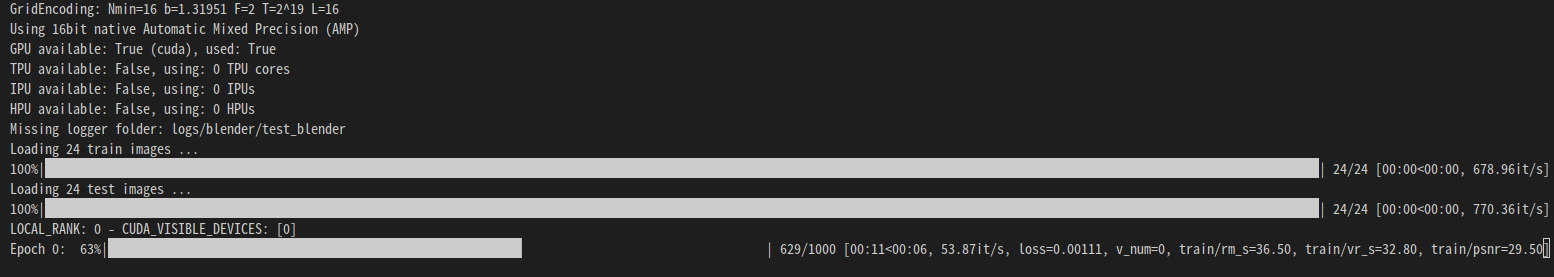 GridEncoding: Nmin=16 b=1.31951 F=2 T=2^19 L=16
Using 16bit native Automatic Mixed Precision (AMP)
GPU available: True (cuda), used: True
TPU available: False, using: 0 TPU cores
IPU available: False, using: 0 IPUs
HPU available: False, using: 0 HPUs
Missing logger folder: logs/blender/test_blender
Loading 24 train images ...
100%| | 24/24 [00:00<00:00, 678.96it/s]
Loading 24 test images ...
100%| | 24/24 [00:00<00:00, 770.36it/s]
LOCAL_RANK: 0 - CUDA_VISIBLE_DEVICES: [0]
Epoch 0:  63%| | 629/1000 [00:11<00:06, 53.87it/s, loss=0.00111, v_num=0, train/rm_s=36.50, train/vr_s=32.80, train/psnr=29.50]